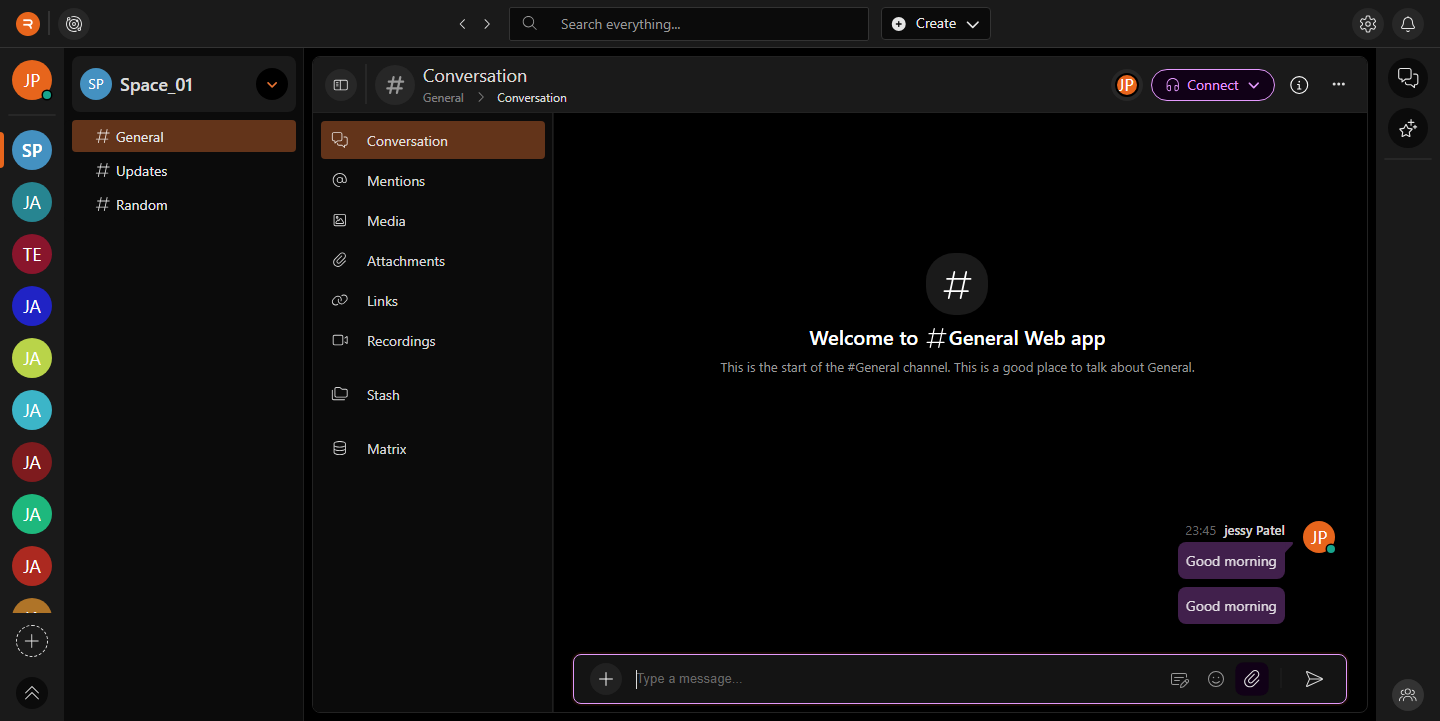 Search everything...
Create
JP
SP
JA
TE
JA
JA
JA
JA
JA
JA
SP Space_01
General
Updates
Random
Conversation
General > Conversation
JP
Connect
Conversation
Mentions
Media
Attachments
Links
Recordings
Stash
Matrix
#
Welcome to #General Web app
This is the start of the #General channel. This is a good place to talk about General.
23:45 jessy Patel
JP
Good morning
Good morning
Type a message...